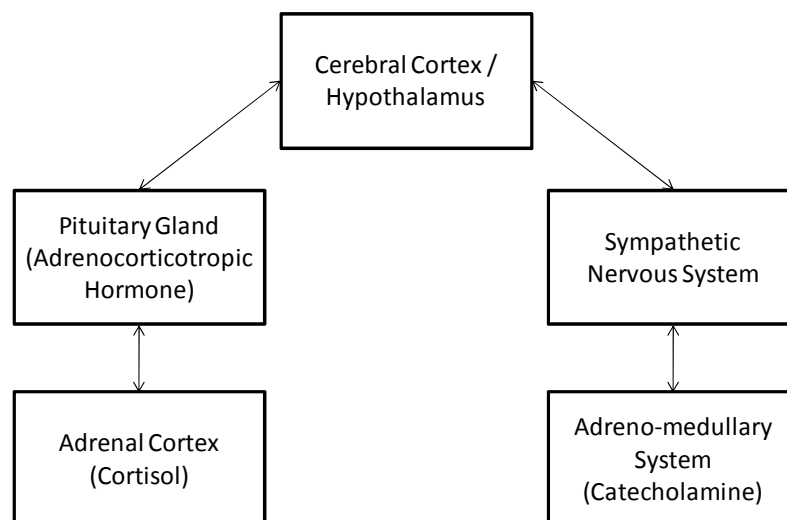 Cerebral Cortex /
Hypothalamus
Pituitary Gland
(Adrenocorticotropic
Hormone)
Sympathetic
Nervous System
Adrenal Cortex
(Cortisol)
Adreno-medullary
System
(Catecholamine)